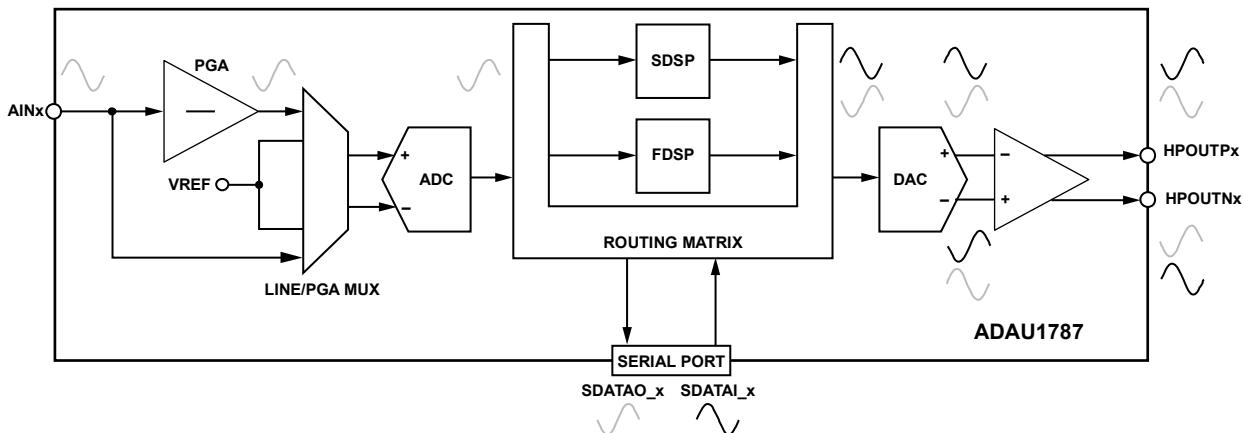 PGA
AINx
VREF
LINE/PGA MUX
+
−
ADC
SDSP
FDSP
ROUTING MATRIX
DAC
+
−
−
+
HPOUTPx
HPOUTNx
ADAU1787
SERIAL PORT
SDATAO_x SDATAI_x